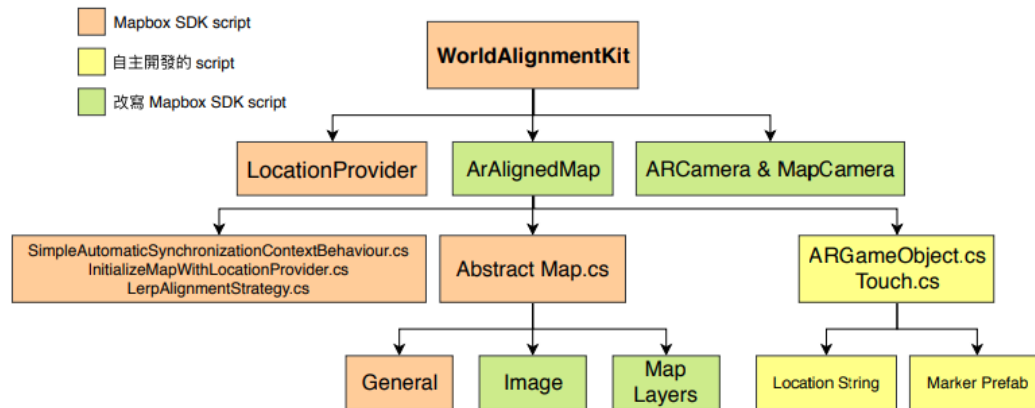 Mapbox SDK script
自主開發的 script
改寫 Mapbox SDK script
WorldAlignmentKit
LocationProvider
ArAlignedMap
ARCamera & MapCamera
SimpleAutomaticSynchronizationContextBehaviour.cs
InitializeMapWithLocationProvider.cs
LerpAlignmentStrategy.cs
Abstract Map.cs
ARGameObject.cs
Touch.cs
General
Image
Map
Layers
Location String
Marker Prefab